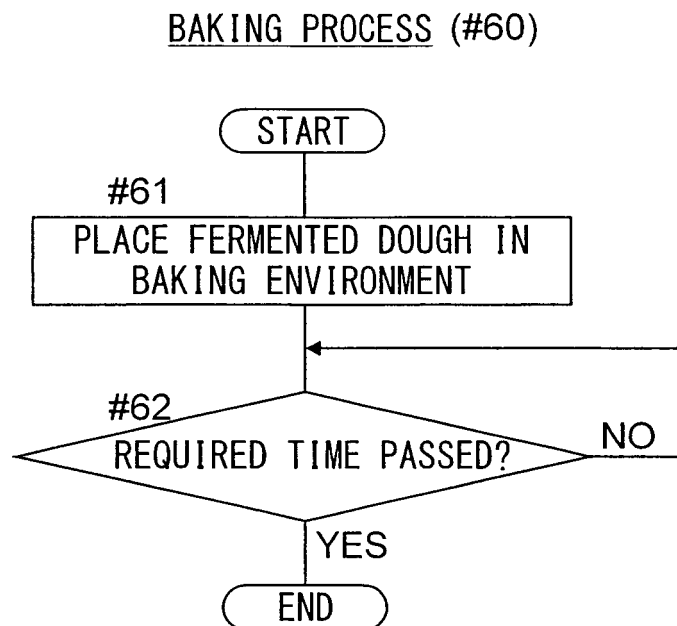 BAKING PROCESS (#60)
START
#61
PLACE FERMENTED DOUGH IN
BAKING ENVIRONMENT
#62
REQUIRED TIME PASSED?
NO
YES
END